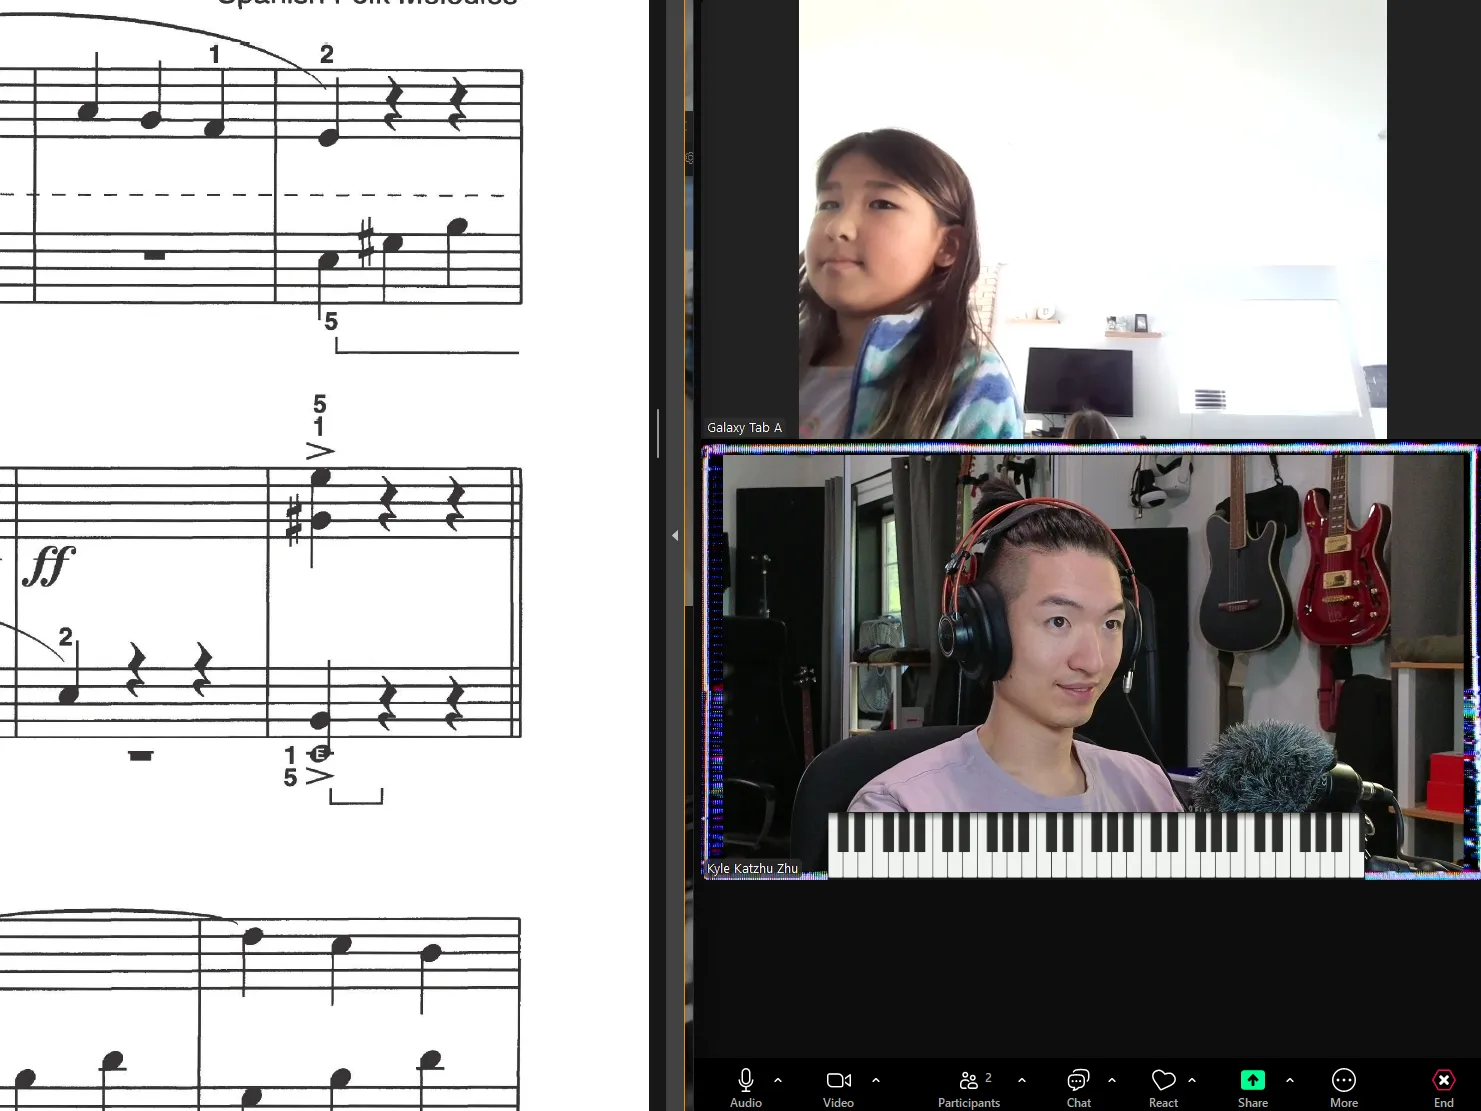 Spanish Folk Melodies
1 2
5
5
1
ff
2
1 E
5
Galaxy Tab A
Kyle Katzhu Zhu
2
Audio Video Participants Chat React Share More End